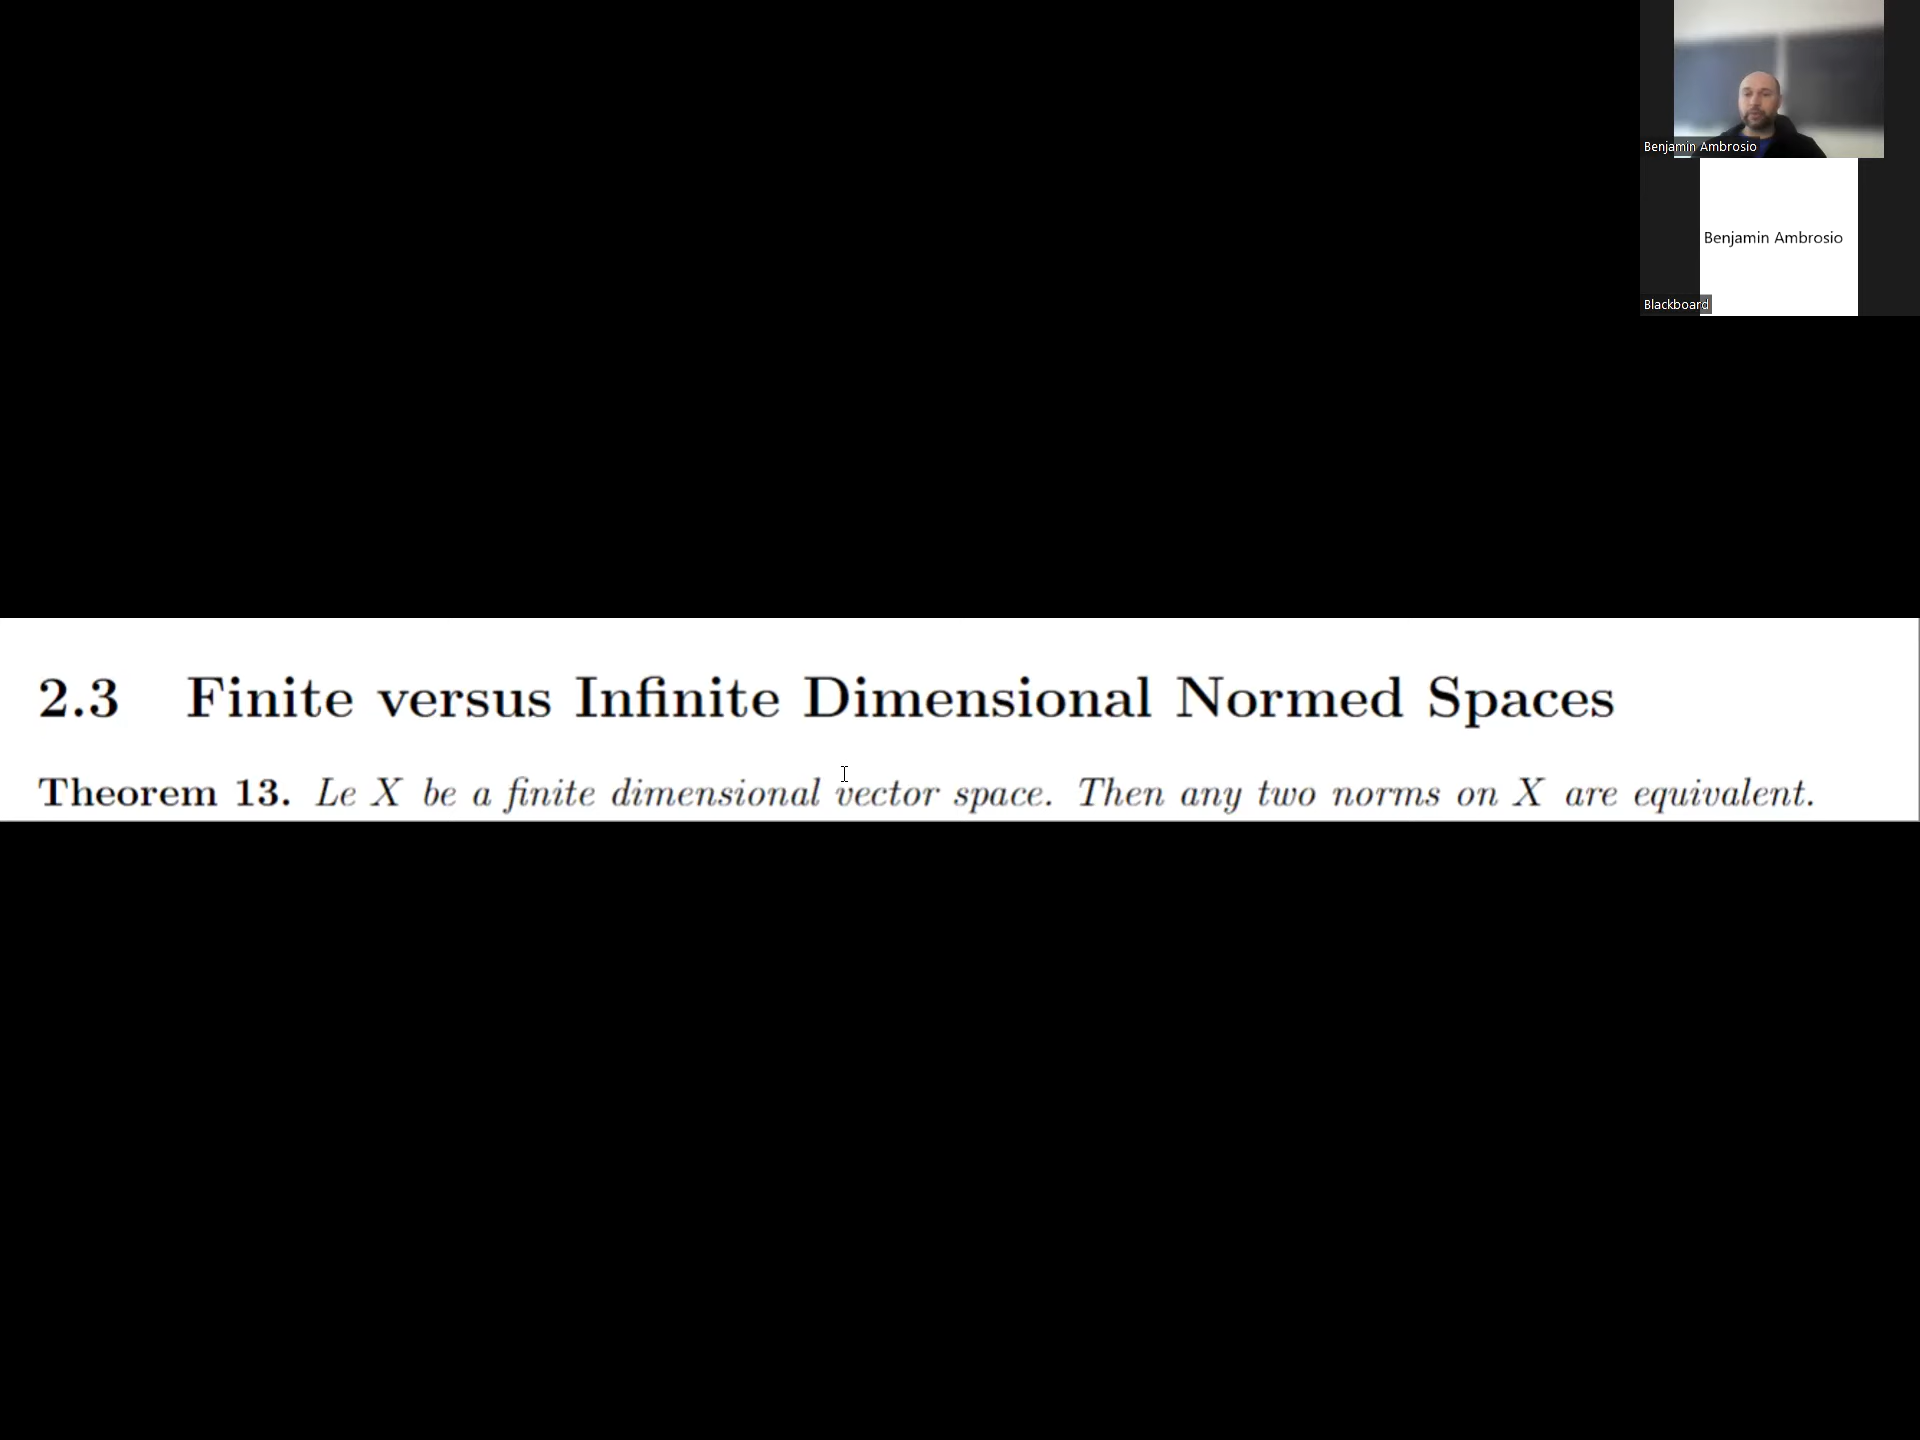 Benjamin Ambrosio
Benjamin Ambrosio
Blackboard
2.3 Finite versus Infinite Dimensional Normed Spaces
Theorem 13. Le X be a finite dimensional vector space. Then any two norms on X are equivalent.